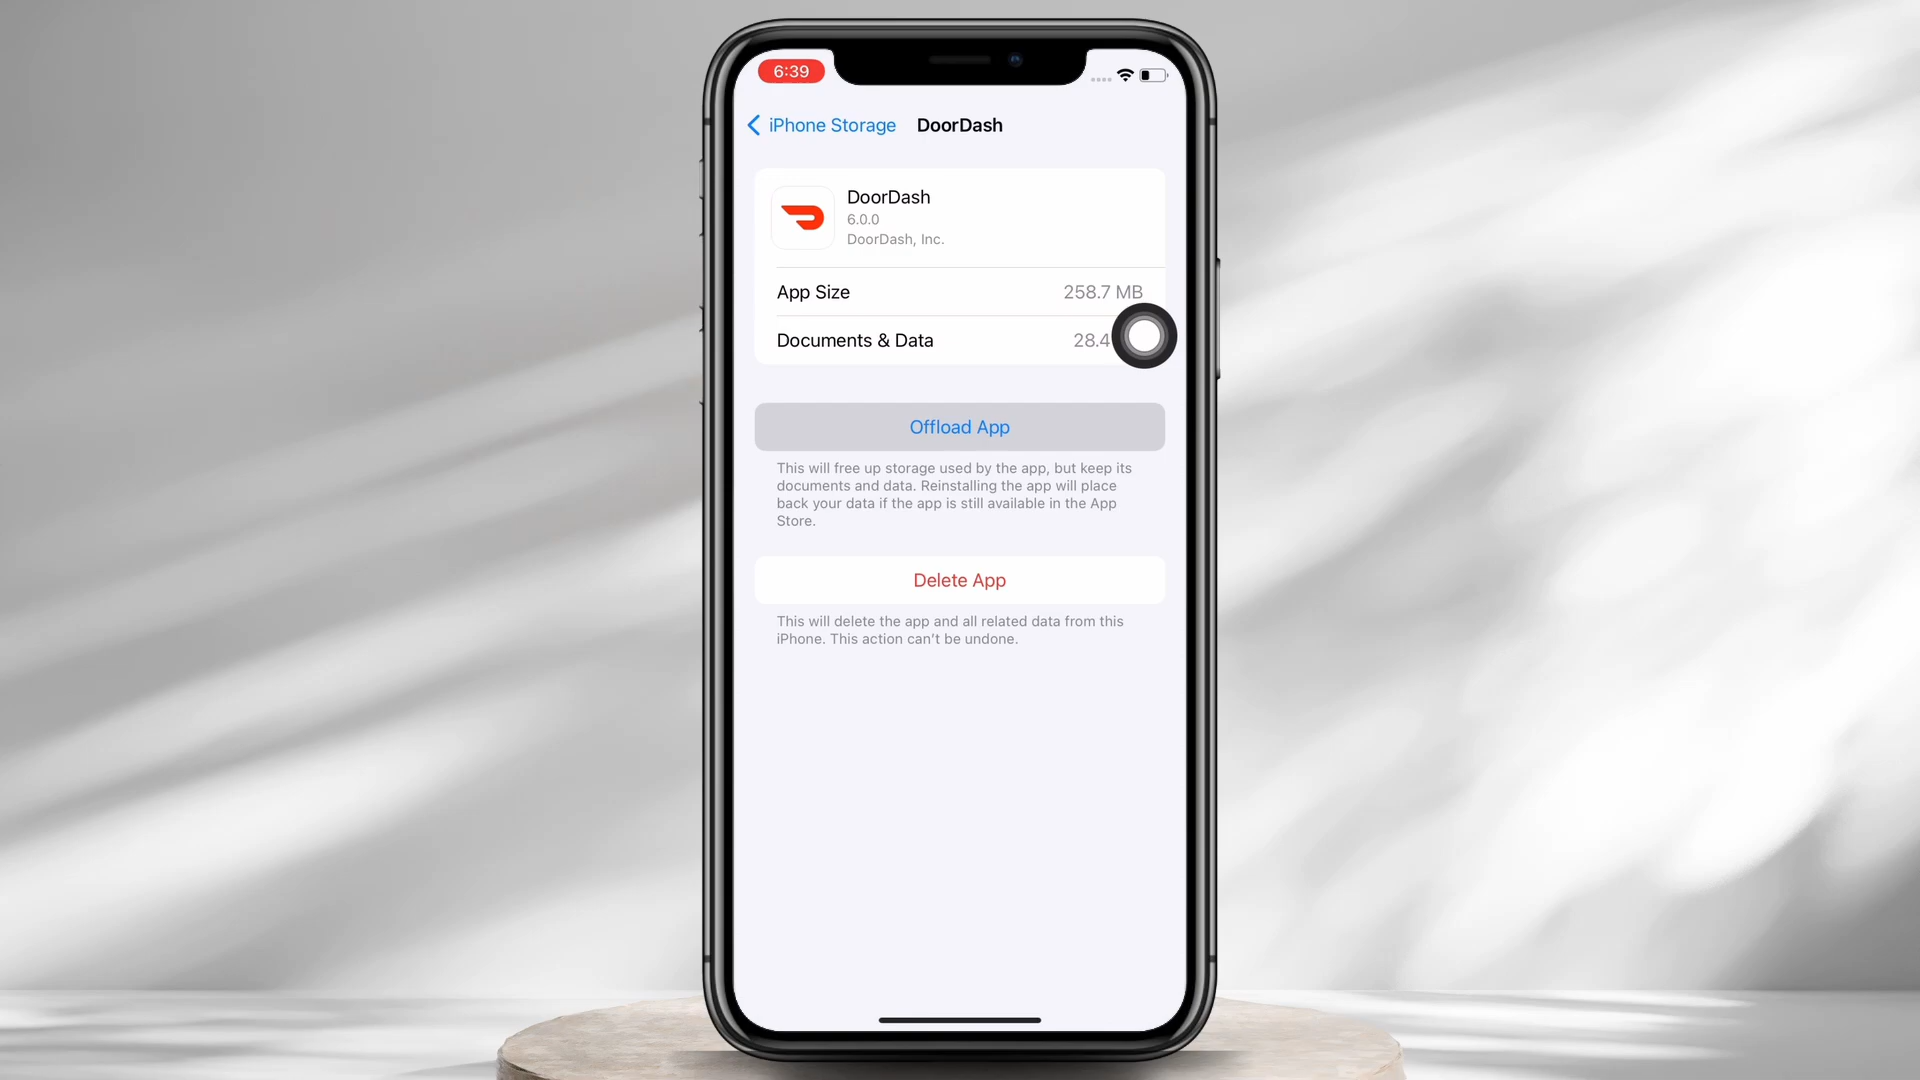 6:39
iPhone Storage DoorDash
DoorDash
6.0.0
DoorDash, Inc.
App Size 258.7 MB
Documents & Data 28.4
Offload App
This will free up storage used by the app, but keep its
documents and data. Reinstalling the app will place
back your data if the app is still available in the App
Store.
Delete App
This will delete the app and all related data from this
iPhone. This action can't be undone.